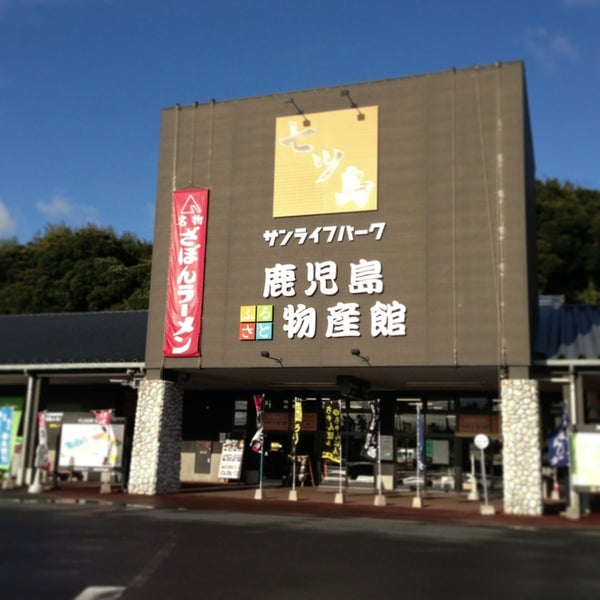 七ツ島
サンライフパーク
鹿児島
ふるさと
物産館
名物
ざぼんラーメン